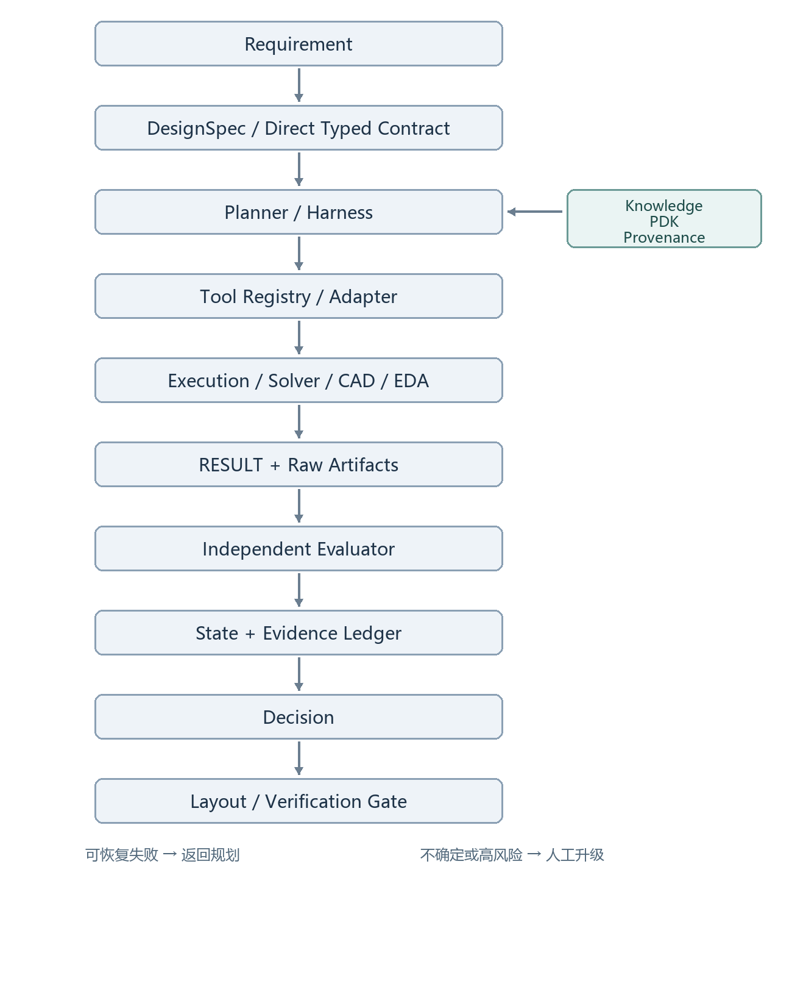 Requirement
DesignSpec / Direct Typed Contract
Planner / Harness
Knowledge
PDK
Provenance
Tool Registry / Adapter
Execution / Solver / CAD / EDA
RESULT + Raw Artifacts
Independent Evaluator
State + Evidence Ledger
Decision
Layout / Verification Gate
可恢复失败 → 返回规划
不确定或高风险 → 人工升级